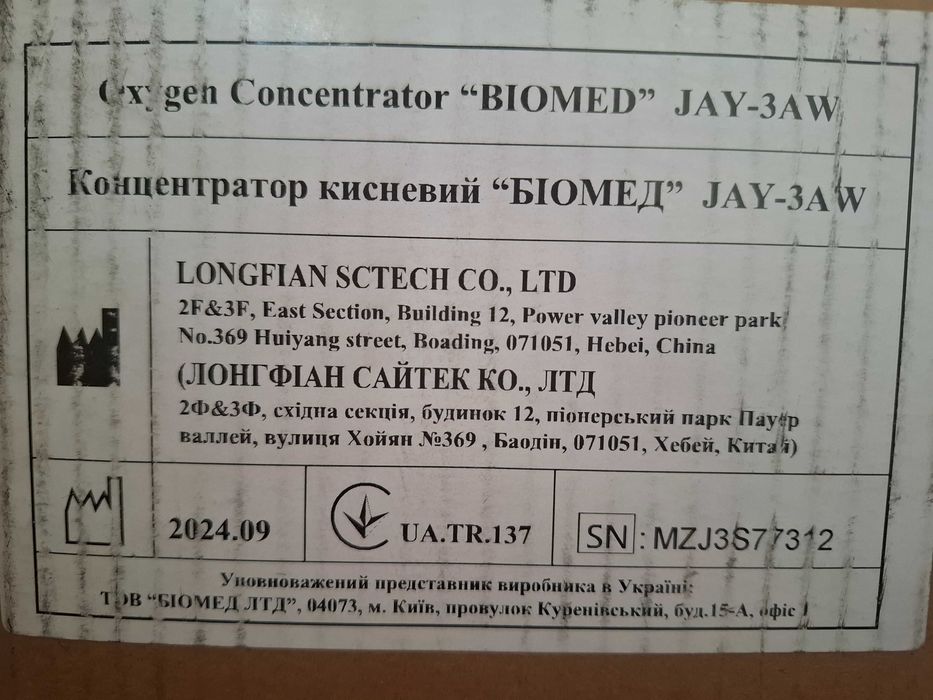 Oxygen Concentrator “BIOMED” JAY-3AW
Концентратор кисневий “БІОМЕД” JAY-3AW
LONGFIAN SCTECH CO., LTD
2F&3F, East Section, Building 12, Power valley pioneer park,
No.369 Huiyang street, Boading, 071051, Hebei, China
(ЛОНГФІАН САЙТЕК КО., ЛТД
2Ф&3Ф, східна секція, будинок 12, піонерський парк Пауер
валлей, вулиця Хойян №369 , Баодін, 071051, Хебей, Китай)
2024.09
UA.TR.137
SN : MZJ3S77312
Уповноважений представник виробника в Україні:
ТОВ “БІОМЕД ЛТД”, 04073, м. Київ, провулок Куренівський, буд.15-А, офіс 1